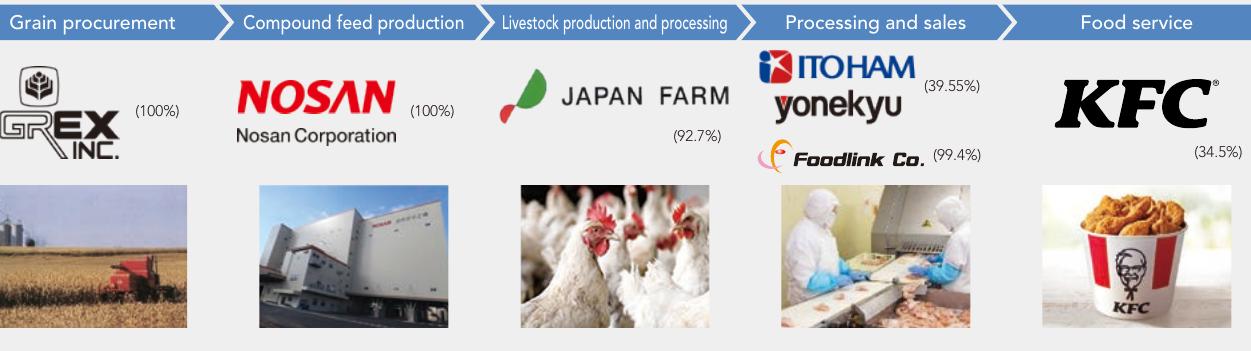 Grain procurement
Compound feed production
Livestock production and processing
Processing and sales
Food service
GREX
INC.
(100%)
NOSAN
Nosan Corporation
(100%)
JAPAN FARM
(92.7%)
ITOHAM
yonekyu
(39.55%)
Foodlink Co.
(99.4%)
KFC®
(34.5%)
NOSAN
KFC